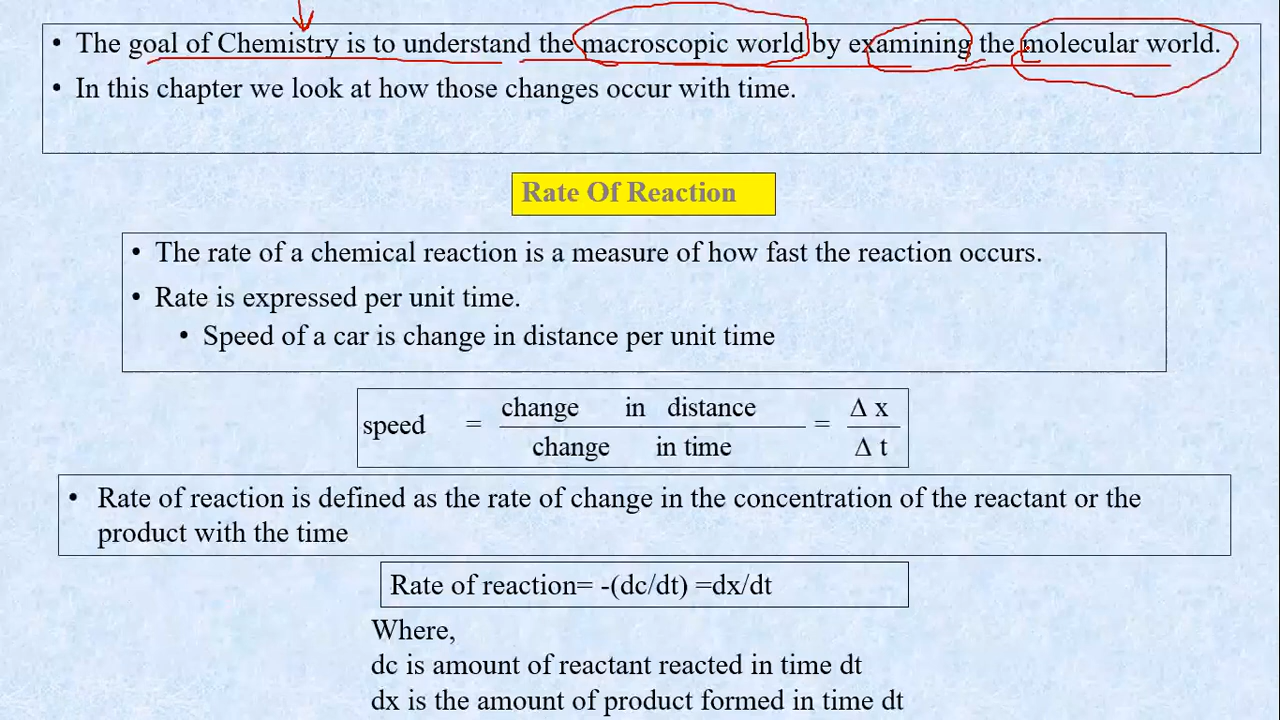 • The goal of Chemistry is to understand the macroscopic world by examining the molecular world.
• In this chapter we look at how those changes occur with time.
Rate Of Reaction
• The rate of a chemical reaction is a measure of how fast the reaction occurs.
• Rate is expressed per unit time.
• Speed of a car is change in distance per unit time
speed = change in distance / change in time = Δ x / Δ t
• Rate of reaction is defined as the rate of change in the concentration of the reactant or the
product with the time
Rate of reaction= -(dc/dt) =dx/dt
Where,
dc is amount of reactant reacted in time dt
dx is the amount of product formed in time dt